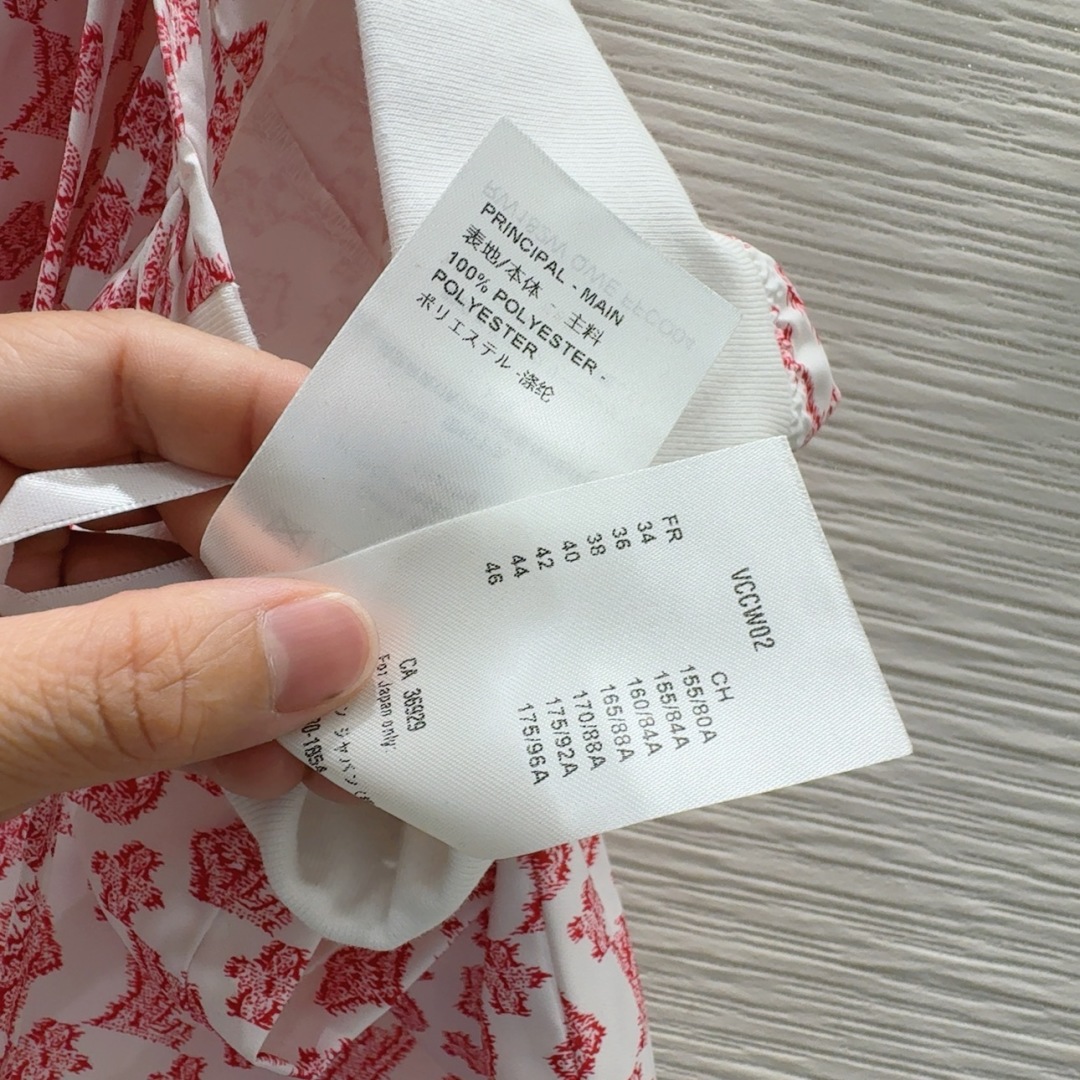 PRINCIPAL - MAIN
表地/本体 - 主料
100% POLYESTER -
POLYESTER
ポリエステル -涤纶
VCCW02
FR
34
36
38
40
42
44
46
CH
155/80A
155/84A
160/84A
165/88A
170/88A
175/92A
175/96A
CA 36929
For Japan only: